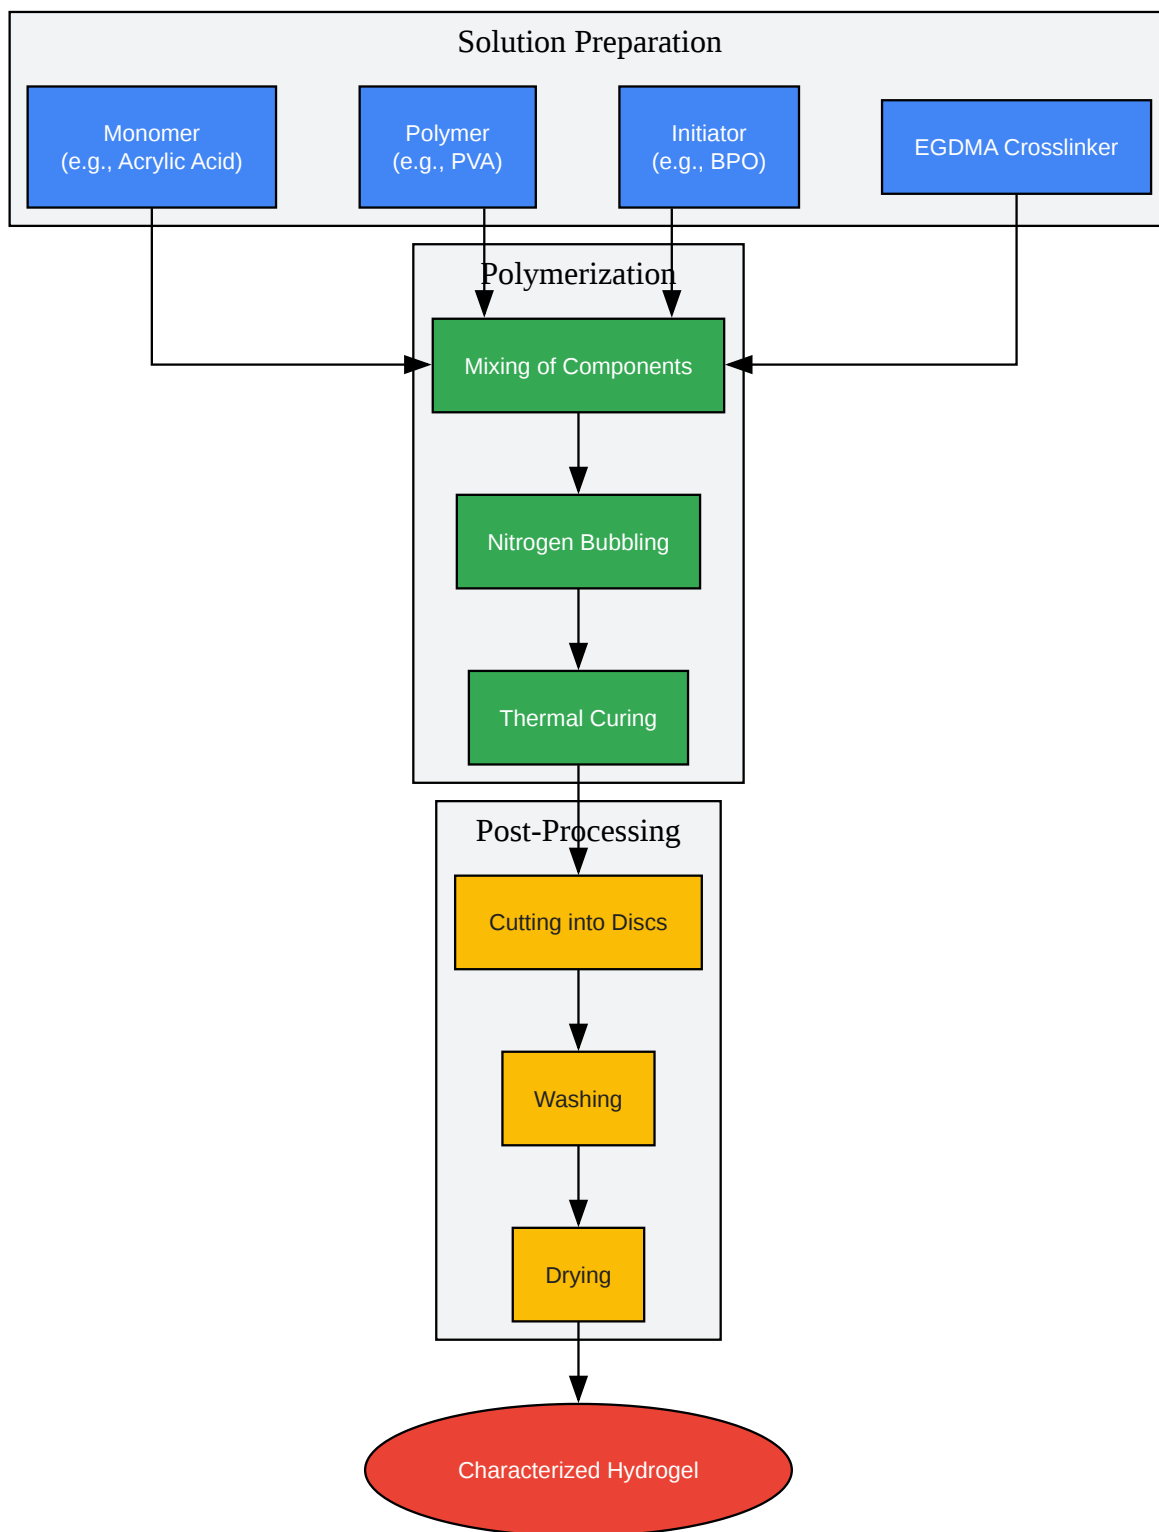 Solution Preparation
Monomer
(e.g., Acrylic Acid)
Polymer
(e.g., PVA)
Initiator
(e.g., BPO)
EGDMA Crosslinker
Polymerization
Mixing of Components
Nitrogen Bubbling
Thermal Curing
Post-Processing
Cutting into Discs
Washing
Drying
Characterized Hydrogel